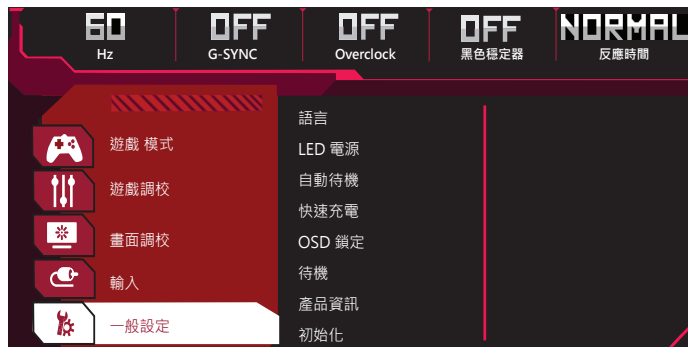 60 OFF OFF OFF NORMAL
Hz G-SYNC Overclock 黑色穩定器 反應時間
遊戲 模式
遊戲調校
畫面調校
輸入
一般設定
語言
LED 電源
自動待機
快速充電
OSD 鎖定
待機
產品資訊
初始化